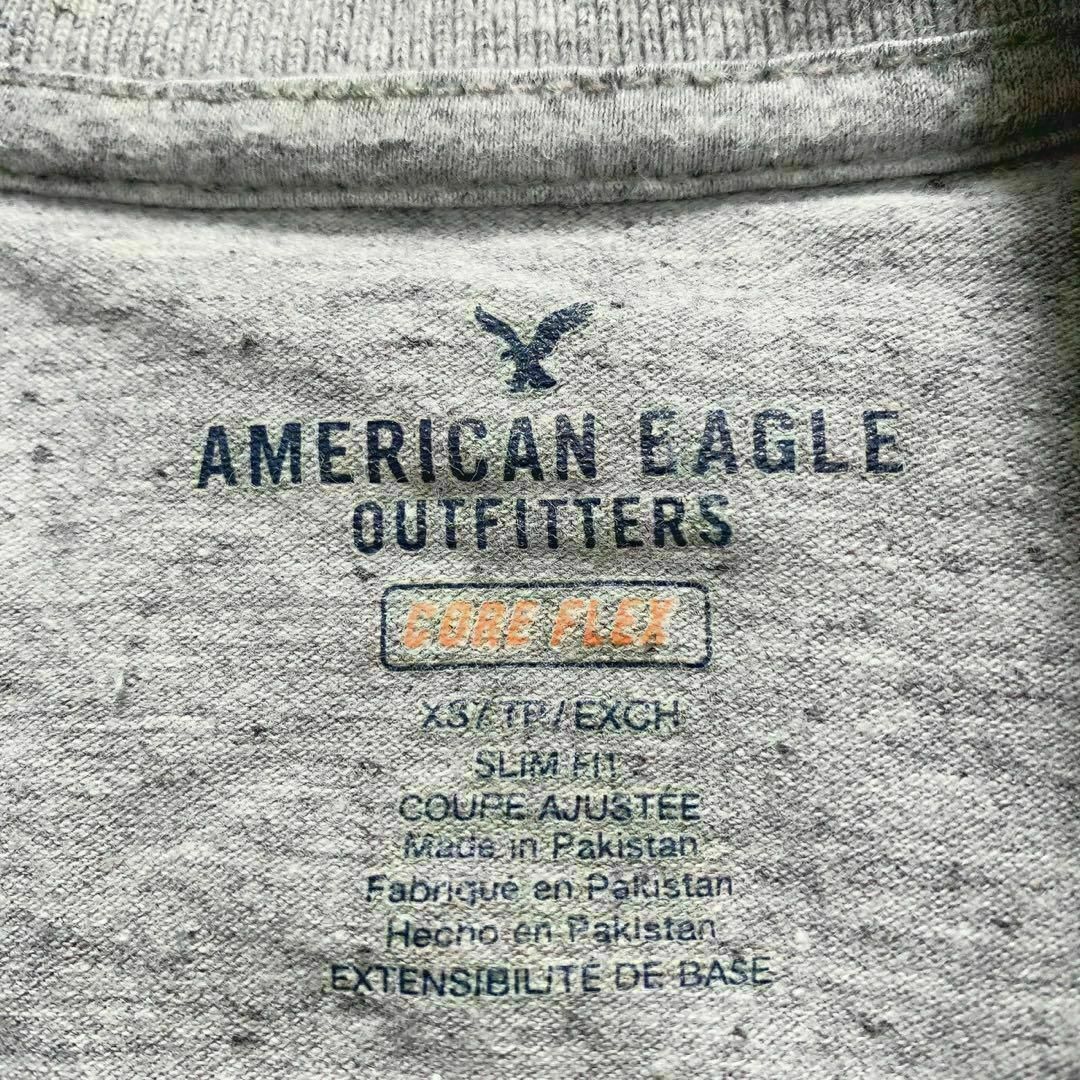 AMERICAN EAGLE
OUTFITTERS
CORE FLEX
XS/TP/EXCH
SLIM FIT
COUPE AJUSTÉE
Made in Pakistan
Fabriqué en Pakistan
Hecho en Pakistan
EXTENSIBILITÉ DE BASE